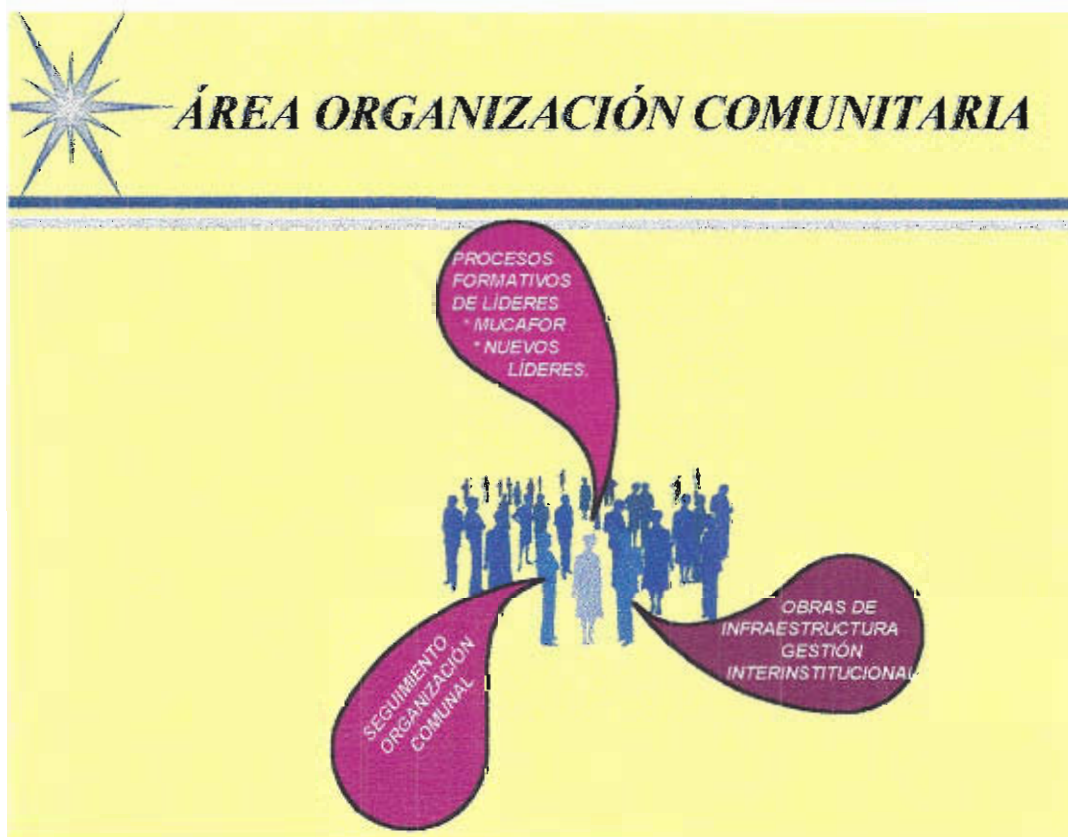 ÁREA ORGANIZACIÓN COMUNITARIA
PROCESOS
FORMATIVOS
DE LÍDERES
* MUCAFOR
* NUEVOS
LÍDERES.
SEGUIMIENTO
ORGANIZACIÓN
COMUNAL
OBRAS DE
INFRAESTRUCTURA
GESTIÓN
INTERINSTITUCIONAL